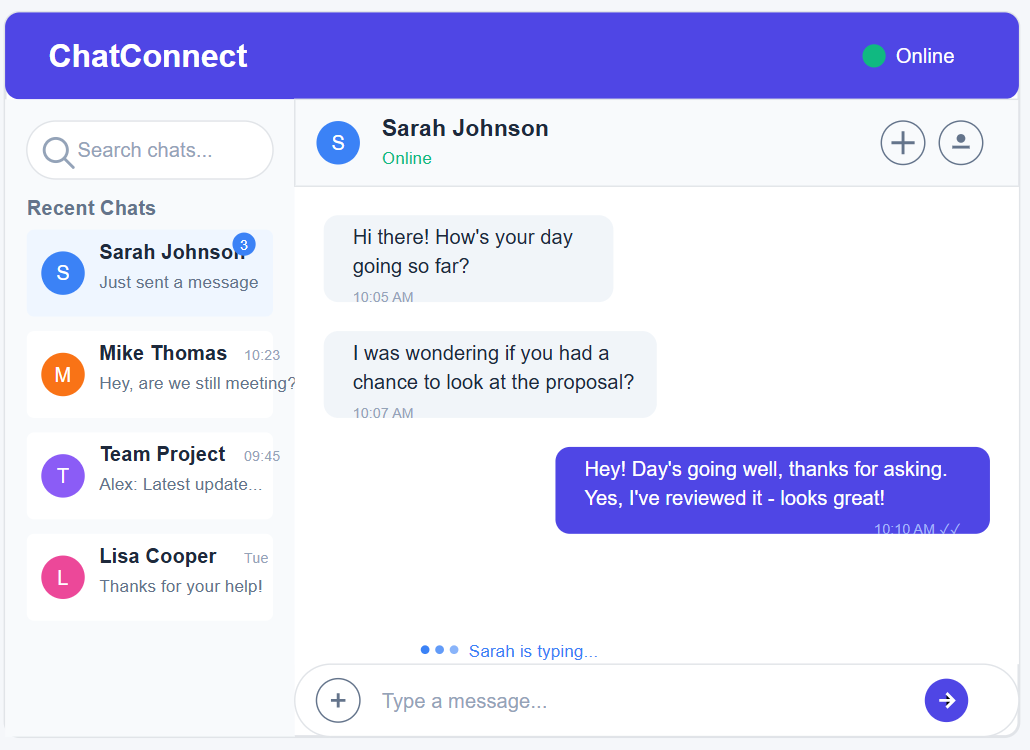 ChatConnect
Online
Search chats...
Recent Chats
S
Sarah Johnson
3
Just sent a message
M
Mike Thomas 10:23
Hey, are we still meeting?
T
Team Project 09:45
Alex: Latest update...
L
Lisa Cooper Tue
Thanks for your help!
S
Sarah Johnson
Online
Hi there! How's your day
going so far?
10:05 AM
I was wondering if you had a
chance to look at the proposal?
10:07 AM
Hey! Day's going well, thanks for asking.
Yes, I've reviewed it - looks great!
10:10 AM ✓✓
Sarah is typing...
Type a message...